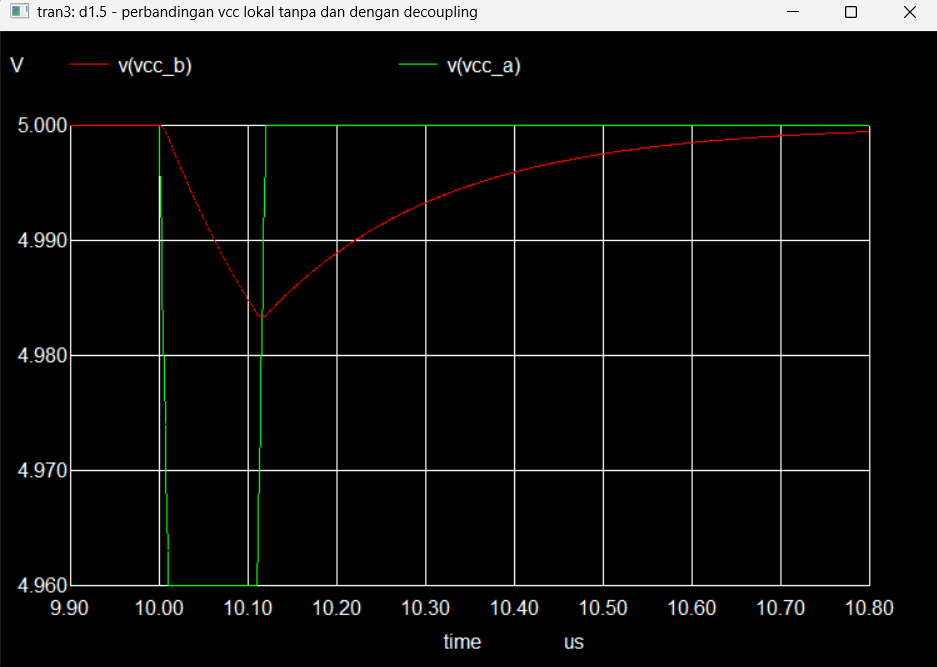 tran3: d1.5 - perbandingan vcc lokal tanpa dan dengan decoupling
V v(vcc_b) v(vcc_a)
5.000
4.990
4.980
4.970
4.960
9.90 10.00 10.10 10.20 10.30 10.40 10.50 10.60 10.70 10.80
time us